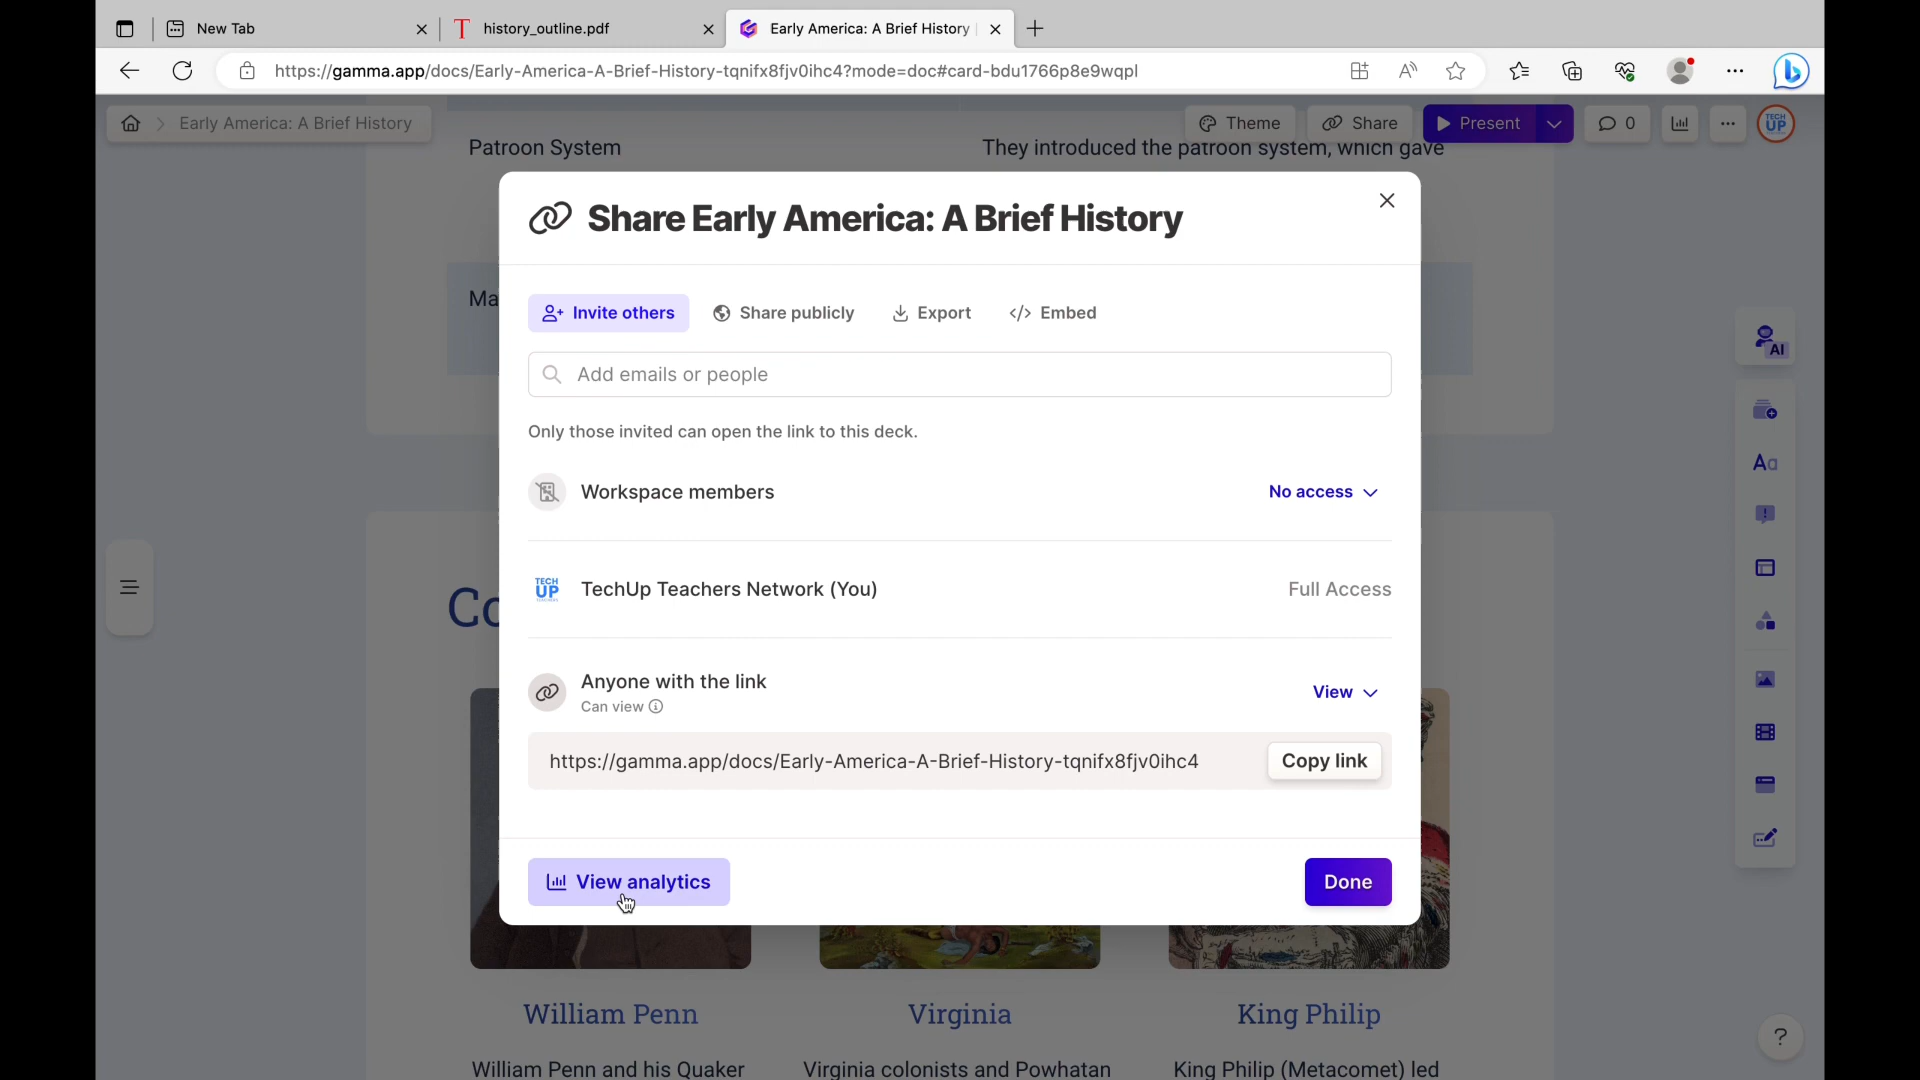 New Tab
history_outline.pdf
Early America: A Brief History
https://gamma.app/docs/Early-America-A-Brief-History-tqnifx8fjv0ihc4?mode=doc#card-bdu1766p8e9wqpl
Early America: A Brief History
Theme
Share
Present
0
TECH UP
Patroon System
They introduced the patroon system, which gave
Share Early America: A Brief History
Invite others
Share publicly
Export
Embed
Ma
AI
Add emails or people
Only those invited can open the link to this deck.
Aa
Workspace members
No access
TECH UP
TechUp Teachers Network (You)
Full Access
Co
Anyone with the link
Can view
View
https://gamma.app/docs/Early-America-A-Brief-History-tqnifx8fjv0ihc4
Copy link
View analytics
Done
William Penn
Virginia
King Philip
?
William Penn and his Quaker
Virginia colonists and Powhatan
King Philip (Metacomet) led